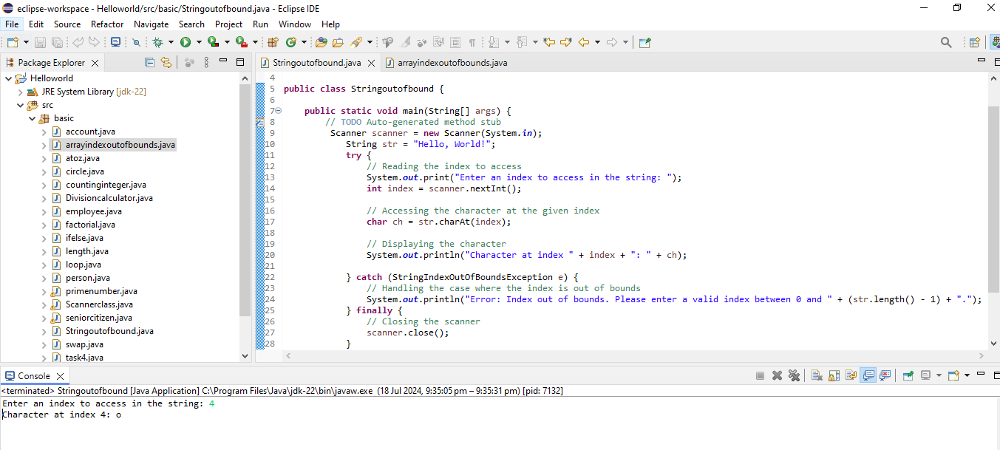 eclipse-workspace - Helloworld/src/basic/Stringoutofbound.java - Eclipse IDE
File Edit Source Refactor Navigate Search Project Run Window Help
Package Explorer
Helloworld
JRE System Library [jdk-22]
src
basic
account.java
arrayindexoutofbounds.java
atoz.java
circle.java
countinginteger.java
Divisioncalculator.java
employee.java
factorial.java
ifelse.java
length.java
loop.java
person.java
primenumber.java
Scannerclass.java
seniorcitizen.java
Stringoutofbound.java
swap.java
task4.java
Stringoutofbound.java arrayindexoutofbounds.java
4
5 public class Stringoutofbound {
6
7 public static void main(String[] args) {
8 // TODO Auto-generated method stub
9 Scanner scanner = new Scanner(System.in);
10 String str = "Hello, World!";
11 try {
12 // Reading the index to access
13 System.out.print("Enter an index to access in the string: ");
14 int index = scanner.nextInt();
15
16 // Accessing the character at the given index
17 char ch = str.charAt(index);
18
19 // Displaying the character
20 System.out.println("Character at index " + index + ": " + ch);
21
22 } catch (StringIndexOutOfBoundsException e) {
23 // Handling the case where the index is out of bounds
24 System.out.println("Error: Index out of bounds. Please enter a valid index between 0 and " + (str.length() - 1) + ".");
25 } finally {
26 // Closing the scanner
27 scanner.close();
28 }
Console
<terminated> Stringoutofbound [Java Application] C:\Program Files\Java\jdk-22\bin\javaw.exe (18 Jul 2024, 9:35:05 pm – 9:35:31 pm) [pid: 7132]
Enter an index to access in the string: 4
Character at index 4: o